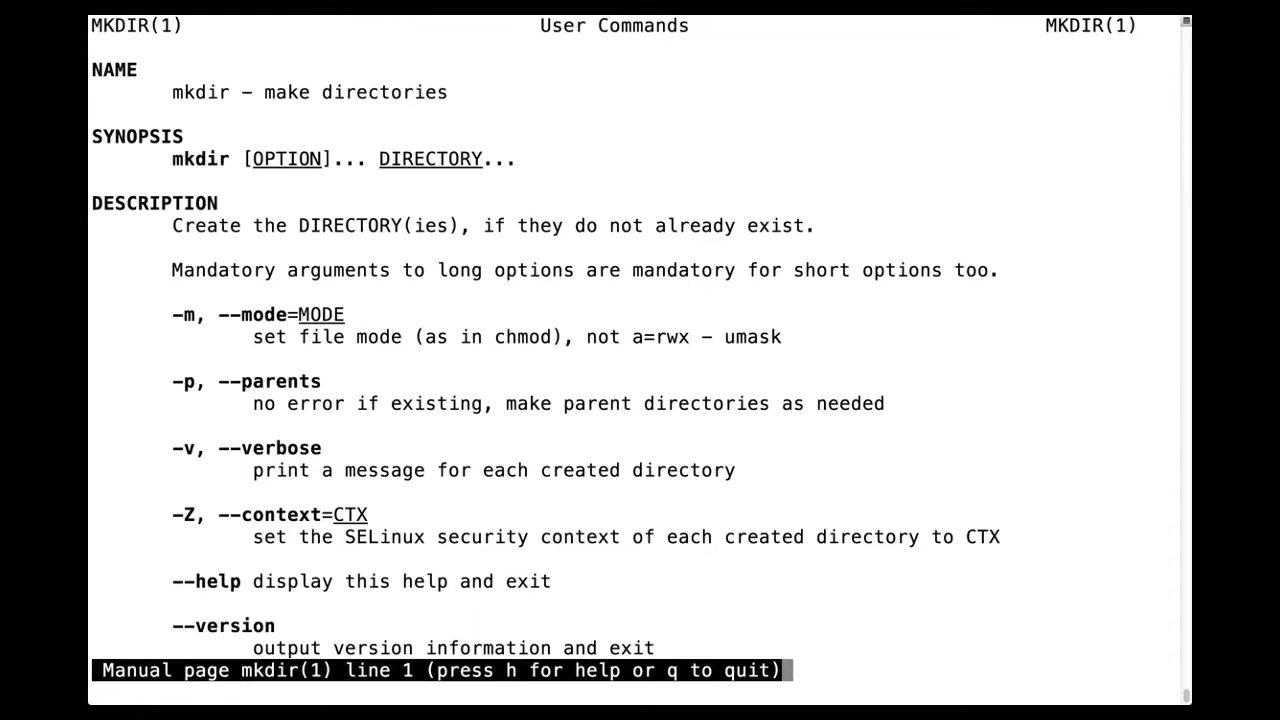 MKDIR(1) User Commands MKDIR(1)
NAME
mkdir - make directories
SYNOPSIS
mkdir [OPTION]... DIRECTORY...
DESCRIPTION
Create the DIRECTORY(ies), if they do not already exist.
Mandatory arguments to long options are mandatory for short options too.
-m, --mode=MODE
set file mode (as in chmod), not a=rwx - umask
-p, --parents
no error if existing, make parent directories as needed
-v, --verbose
print a message for each created directory
-Z, --context=CTX
set the SELinux security context of each created directory to CTX
--help display this help and exit
--version
output version information and exit
Manual page mkdir(1) line 1 (press h for help or q to quit)